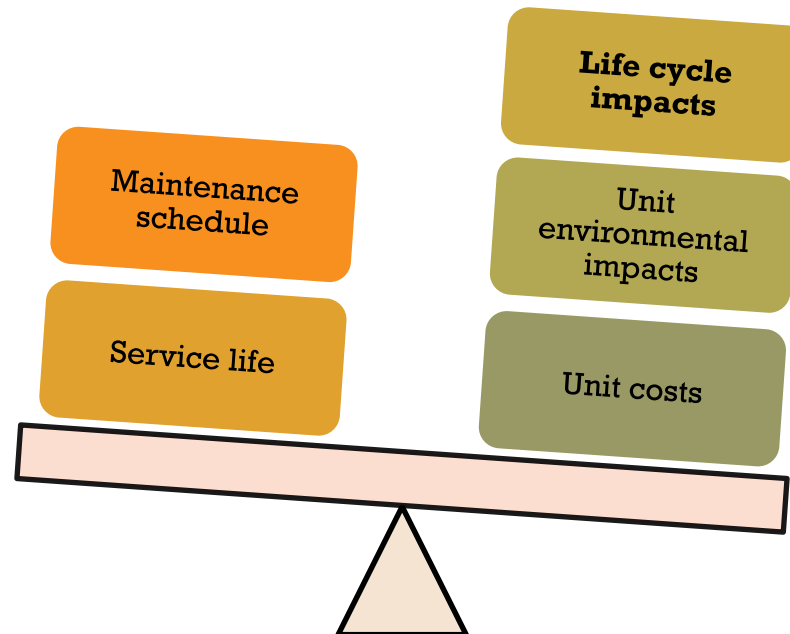 Maintenance
schedule
Service life
Life cycle
impacts
Unit
environmental
impacts
Unit costs